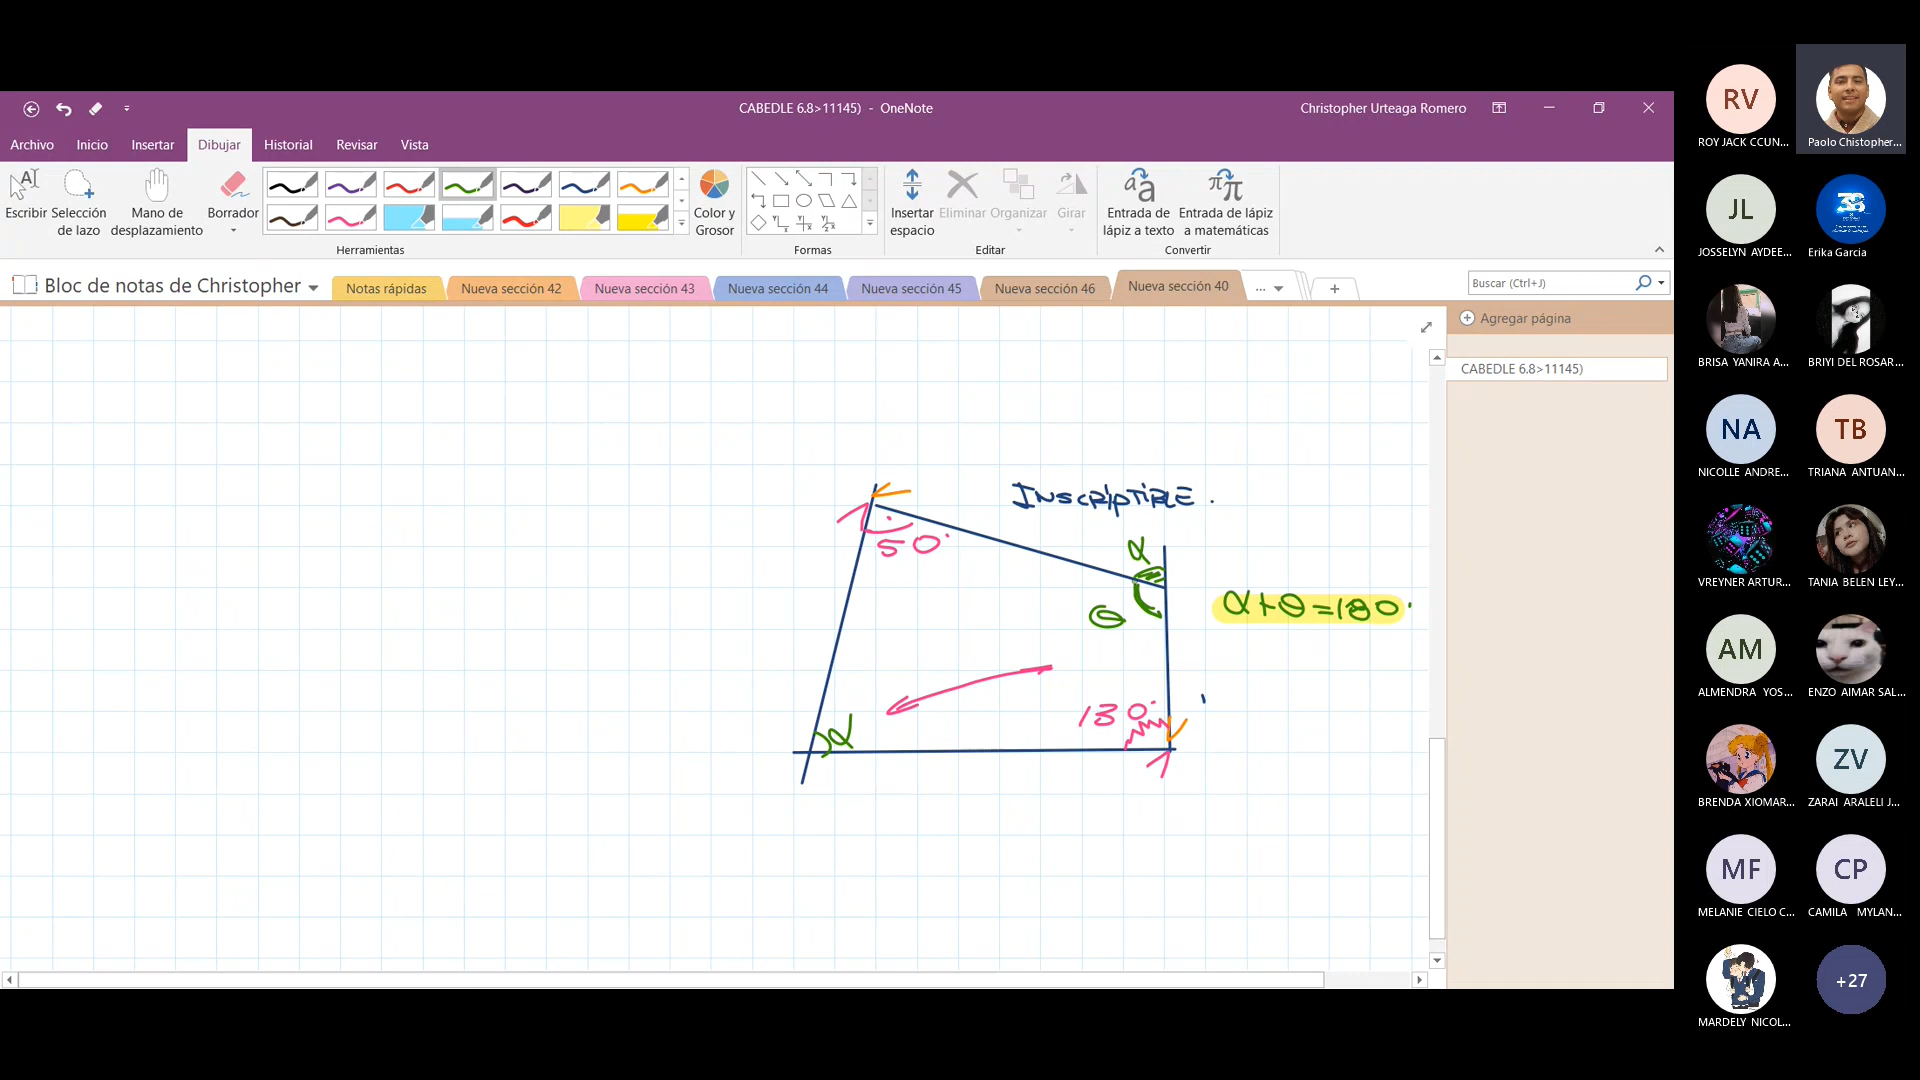 CABEDLE 6.8>11145) - OneNote
Christopher Urteaga Romero
Archivo Inicio Insertar Dibujar Historial Revisar Vista
Escribir
Selección de lazo
Mano de desplazamiento
Borrador
Herramientas
Color y Grosor
Formas
Insertar espacio
Eliminar
Organizar
Girar
Editar
Entrada de lápiz a texto
Entrada de lápiz a matemáticas
Convertir
Bloc de notas de Christopher
Notas rápidas
Nueva sección 42
Nueva sección 43
Nueva sección 44
Nueva sección 45
Nueva sección 46
Nueva sección 40
...
Buscar (Ctrl+J)
Agregar página
CABEDLE 6.8>11145)
INSCRIPTIBLE.
50°
α
θ
α+θ=180°
130°
α
RV
ROY JACK CCUN...
Paolo Chistopher...
JL
JOSSELYN AYDEE...
38
Erika Garcia
BRISA YANIRA A...
BRIYI DEL ROSAR...
NA
NICOLLE ANDRE...
TB
TRIANA ANTUAN...
VREYNER ARTUR...
TANIA BELEN LEY...
AM
ALMENDRA YOS...
ENZO AIMAR SAL...
BRENDA XIOMAR...
ZV
ZARAI ARALELI J...
MF
MELANIE CIELO C...
CP
CAMILA MYLAN...
MARDELY NICOL...
+27